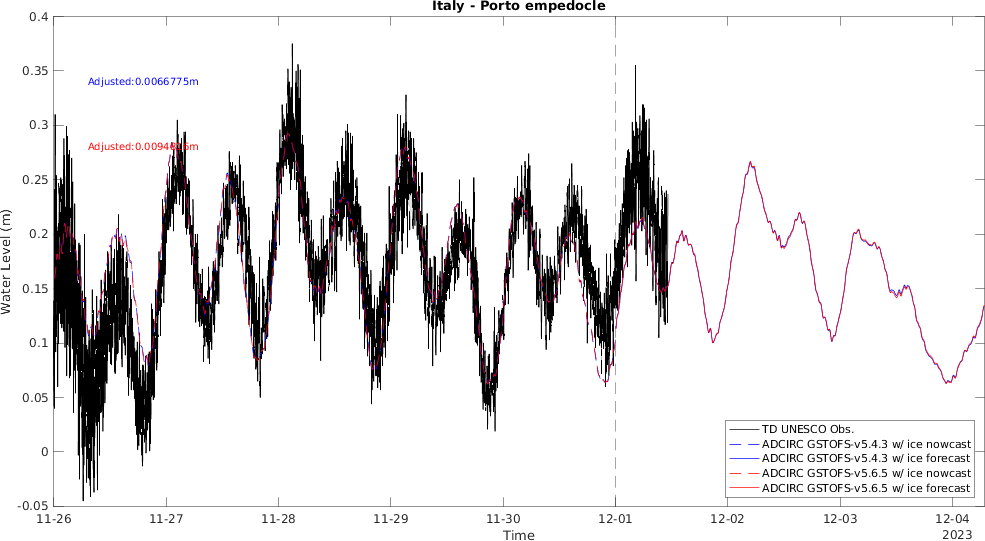 Italy - Porto empedocle
0.4
0.35
0.3
0.25
0.2
0.15
0.1
0.05
0
-0.05
Water Level (m)
Adjusted:0.0066775m
11-26
11-27
11-28
11-29
11-30
12-01
12-02
12-03
12-04
2023
Time
TD UNESCO Obs.
ADCIRC GSTOFS-v5.4.3 w/ ice nowcast
ADCIRC GSTOFS-v5.4.3 w/ ice forecast
ADCIRC GSTOFS-v5.6.5 w/ ice nowcast
ADCIRC GSTOFS-v5.6.5 w/ ice forecast